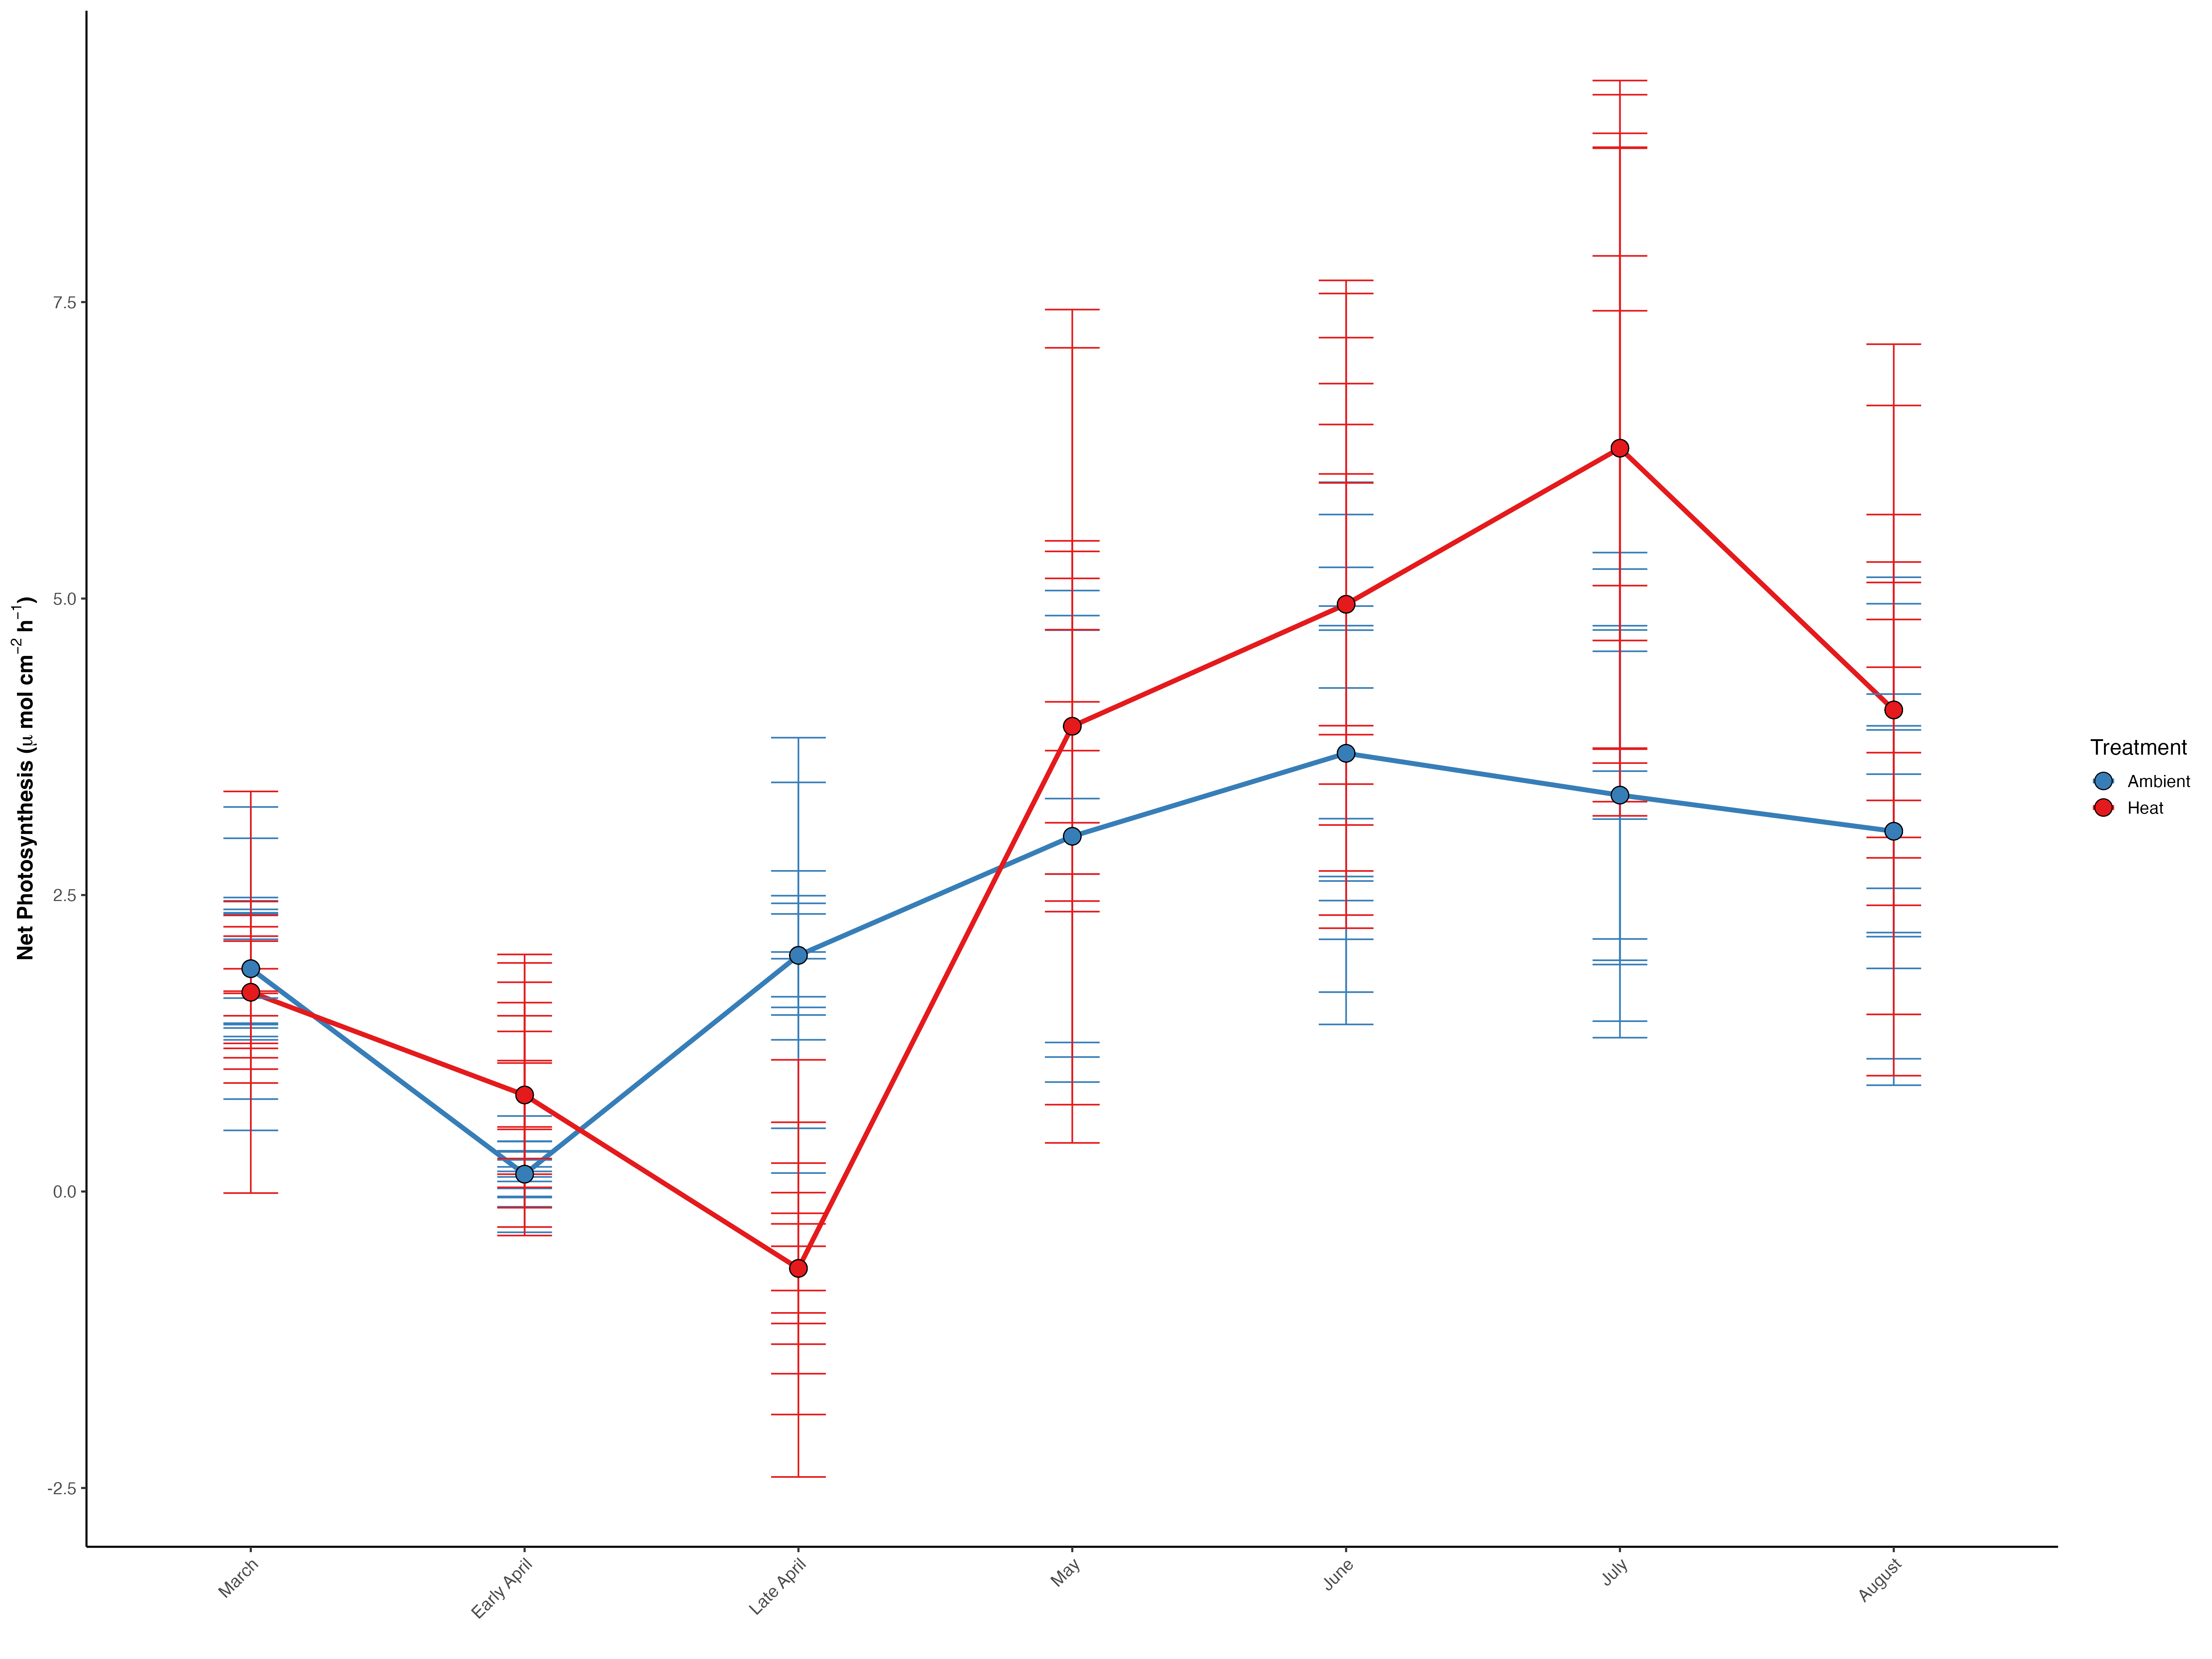 Net Photosynthesis (μ mol cm⁻² h⁻¹)
7.5
5.0
2.5
0.0
-2.5
March
Early April
Late April
May
June
July
August
Treatment
Ambient
Heat